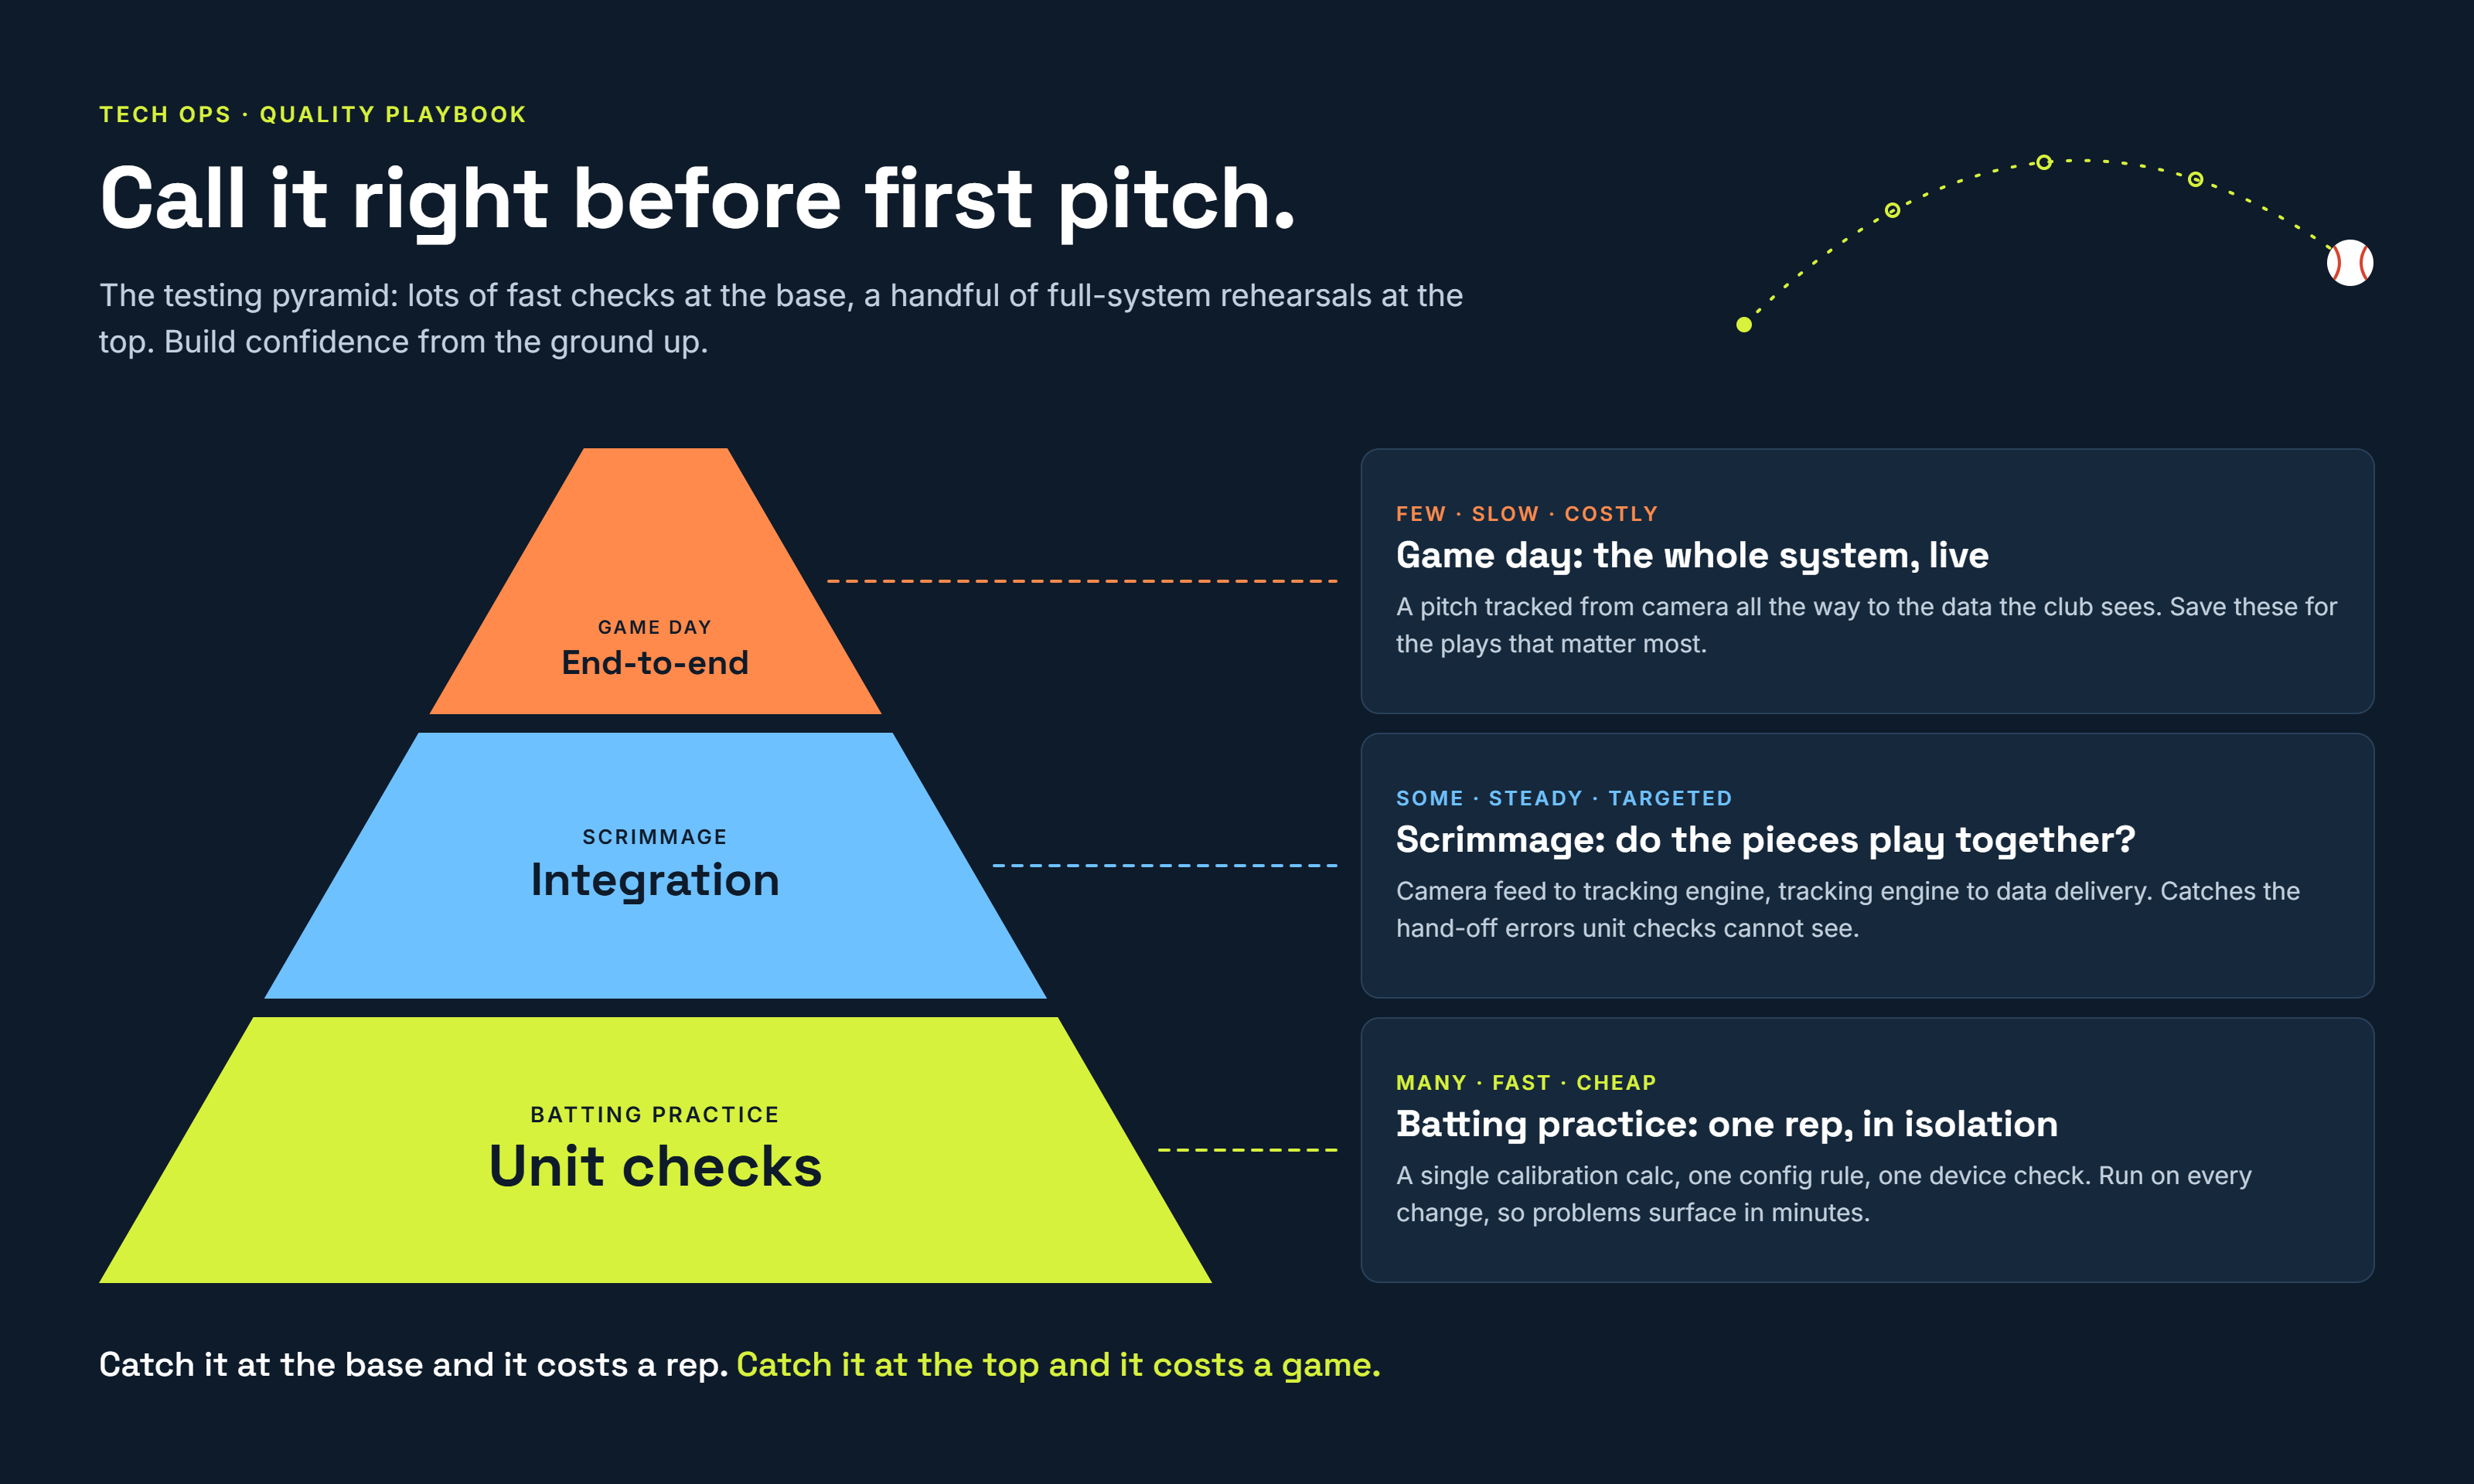 TECH OPS · QUALITY PLAYBOOK
Call it right before first pitch.
The testing pyramid: lots of fast checks at the base, a handful of full-system rehearsals at the
top. Build confidence from the ground up.
GAME DAY
End-to-end
FEW · SLOW · COSTLY
Game day: the whole system, live
A pitch tracked from camera all the way to the data the club sees. Save these for
the plays that matter most.
SCRIMMAGE
Integration
SOME · STEADY · TARGETED
Scrimmage: do the pieces play together?
Camera feed to tracking engine, tracking engine to data delivery. Catches the
hand-off errors unit checks cannot see.
BATTING PRACTICE
Unit checks
MANY · FAST · CHEAP
Batting practice: one rep, in isolation
A single calibration calc, one config rule, one device check. Run on every
change, so problems surface in minutes.
Catch it at the base and it costs a rep. Catch it at the top and it costs a game.